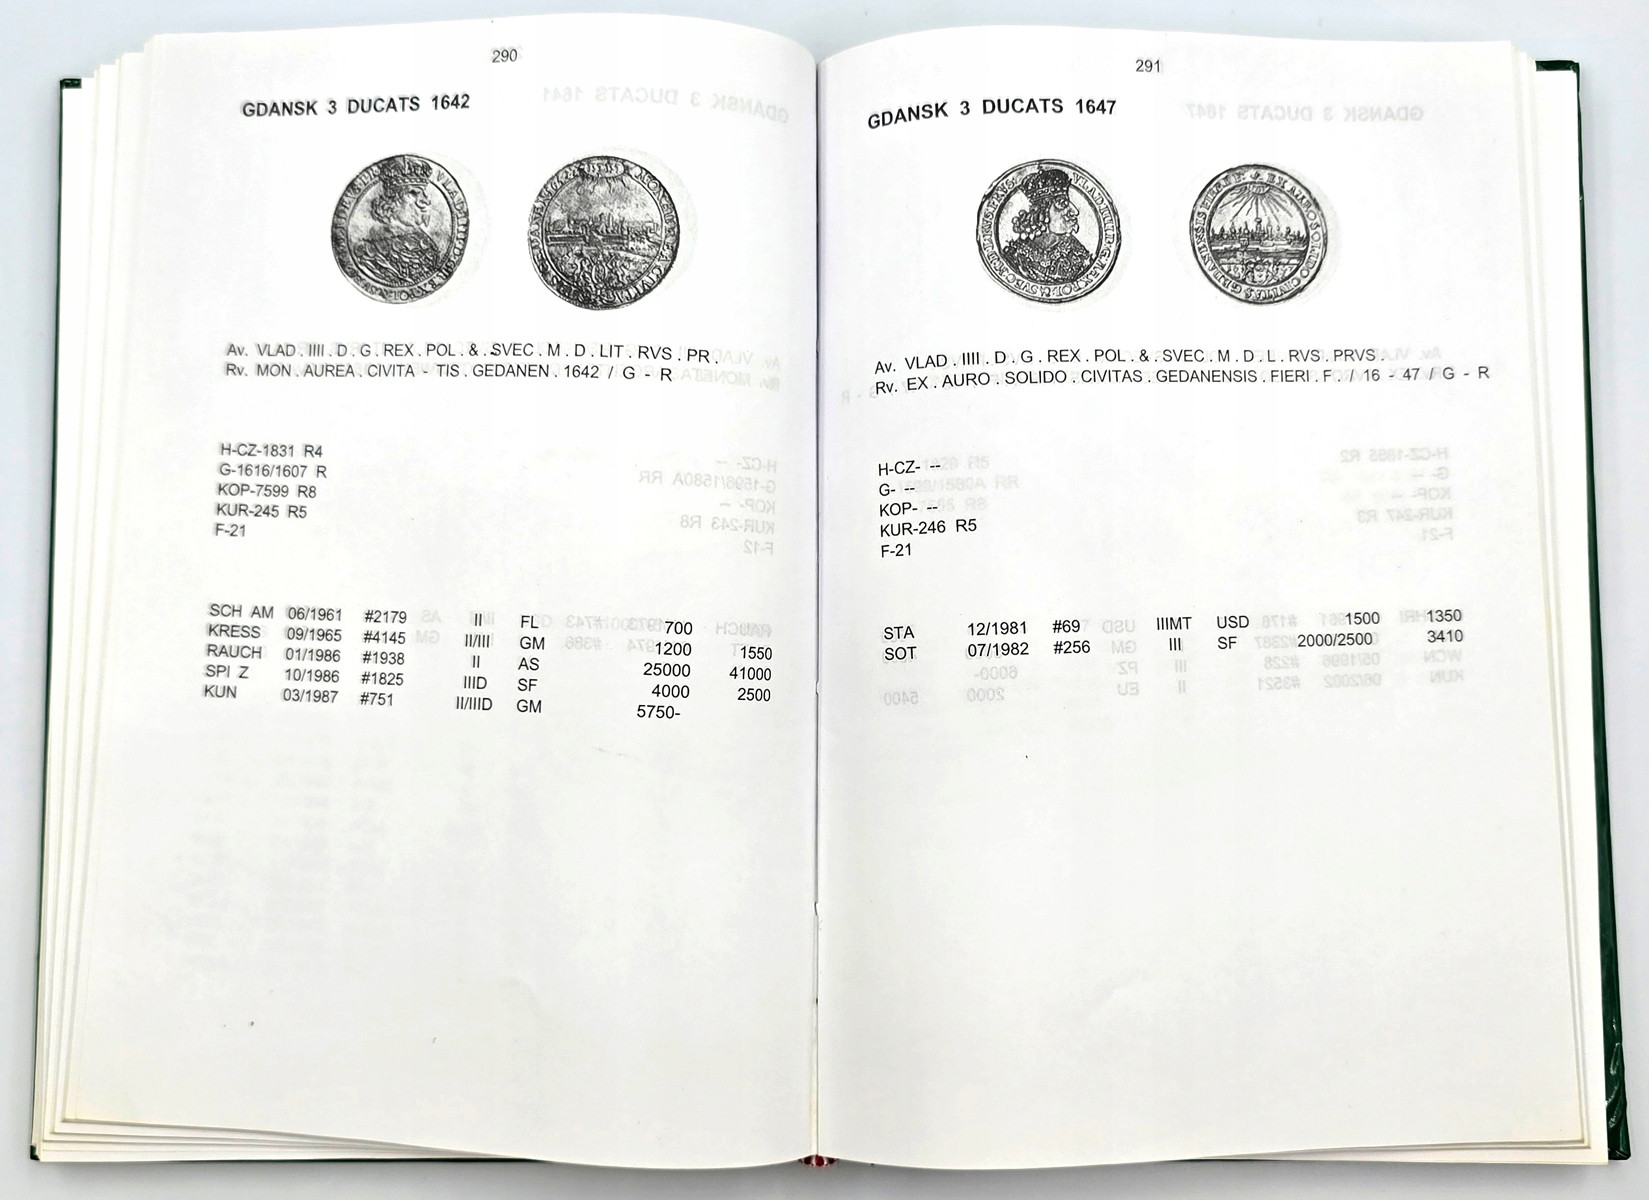 290
GDANSK 3 DUCATS 1642
Av. VLAD . IIII . D . G . REX . POL . & . SVEC . M . D . LIT . RVS . PR .
Rv. MON . AUREA . CIVITA - TIS . GEDANEN . 1642 / G - R
H-CZ-1831 R4
G-1616/1607 R
KOP-7599 R8
KUR-245 R5
F-21
SCH AM 06/1961 #2179 II FL 700
KRESS 09/1965 #4145 II/III GM 1200 1550
RAUCH 01/1986 #1938 II AS 25000 41000
SPI Z 10/1986 #1825 IIID SF 4000 2500
KUN 03/1987 #751 II/IIID GM 5750-
291
GDANSK 3 DUCATS 1647
Av. VLAD . IIII . D . G . REX . POL . & . SVEC . M . D . L . RVS . PRVS .
Rv. EX . AURO . SOLIDO . CIVITAS . GEDANENSIS . FIERI . F . / 16 - 47 / G - R
H-CZ- --
G- --
KOP- --
KUR-246 R5
F-21
STA 12/1981 #69 IIIMT USD 1500 1350
SOT 07/1982 #256 III SF 2000/2500 3410